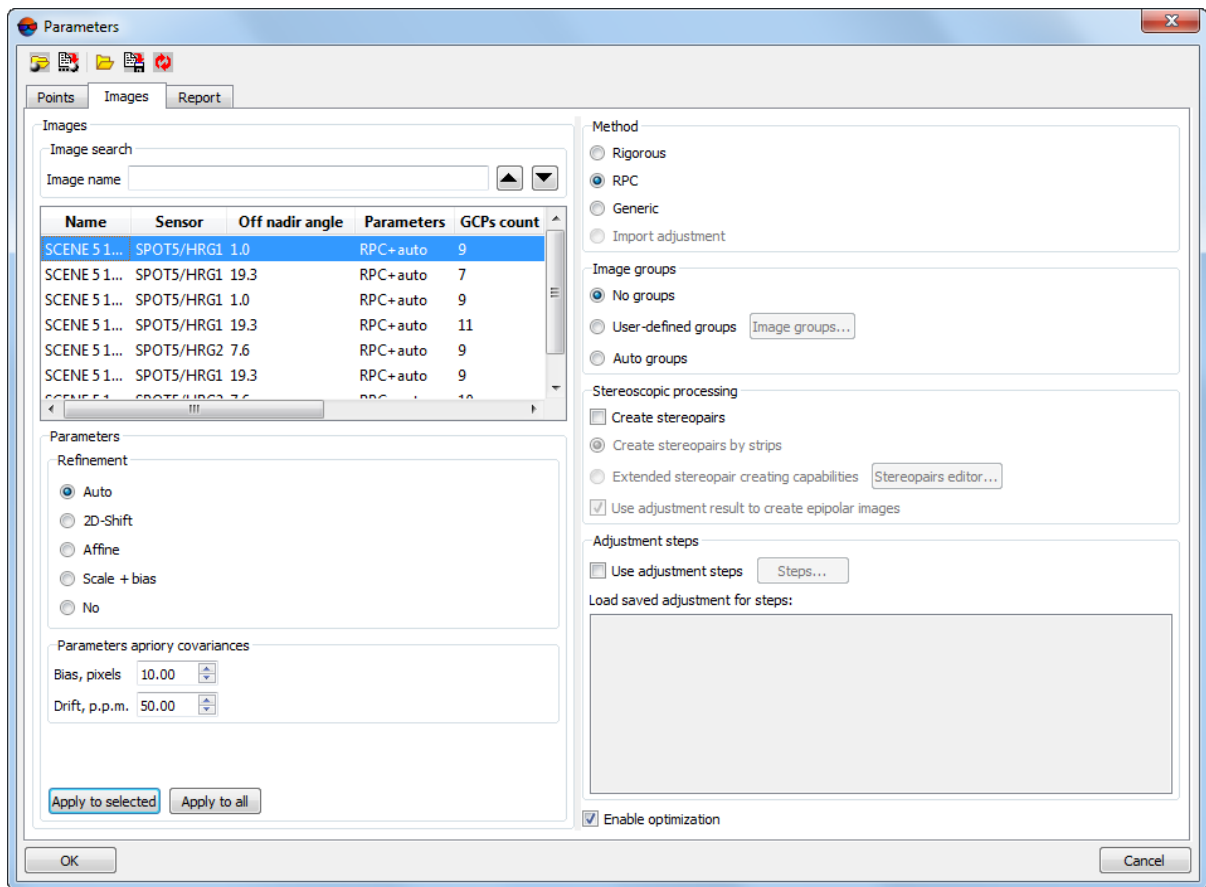 Parameters
Points Images Report
Images
Image search
Image name
Name Sensor Off nadir angle Parameters GCPs count
SCENE 5 1... SPOT5/HRG1 1.0 RPC+auto 9
SCENE 5 1... SPOT5/HRG1 19.3 RPC+auto 7
SCENE 5 1... SPOT5/HRG1 1.0 RPC+auto 9
SCENE 5 1... SPOT5/HRG1 19.3 RPC+auto 11
SCENE 5 1... SPOT5/HRG2 7.6 RPC+auto 9
SCENE 5 1... SPOT5/HRG1 19.3 RPC+auto 9
Parameters
Refinement
Auto
2D-Shift
Affine
Scale + bias
No
Parameters apriory covariances
Bias, pixels 10.00
Drift, p.p.m. 50.00
Apply to selected Apply to all
Method
Rigorous
RPC
Generic
Import adjustment
Image groups
No groups
User-defined groups Image groups...
Auto groups
Stereoscopic processing
Create stereopairs
Create stereopairs by strips
Extended stereopair creating capabilities Stereopairs editor...
Use adjustment result to create epipolar images
Adjustment steps
Use adjustment steps Steps...
Load saved adjustment for steps:
Enable optimization
OK Cancel